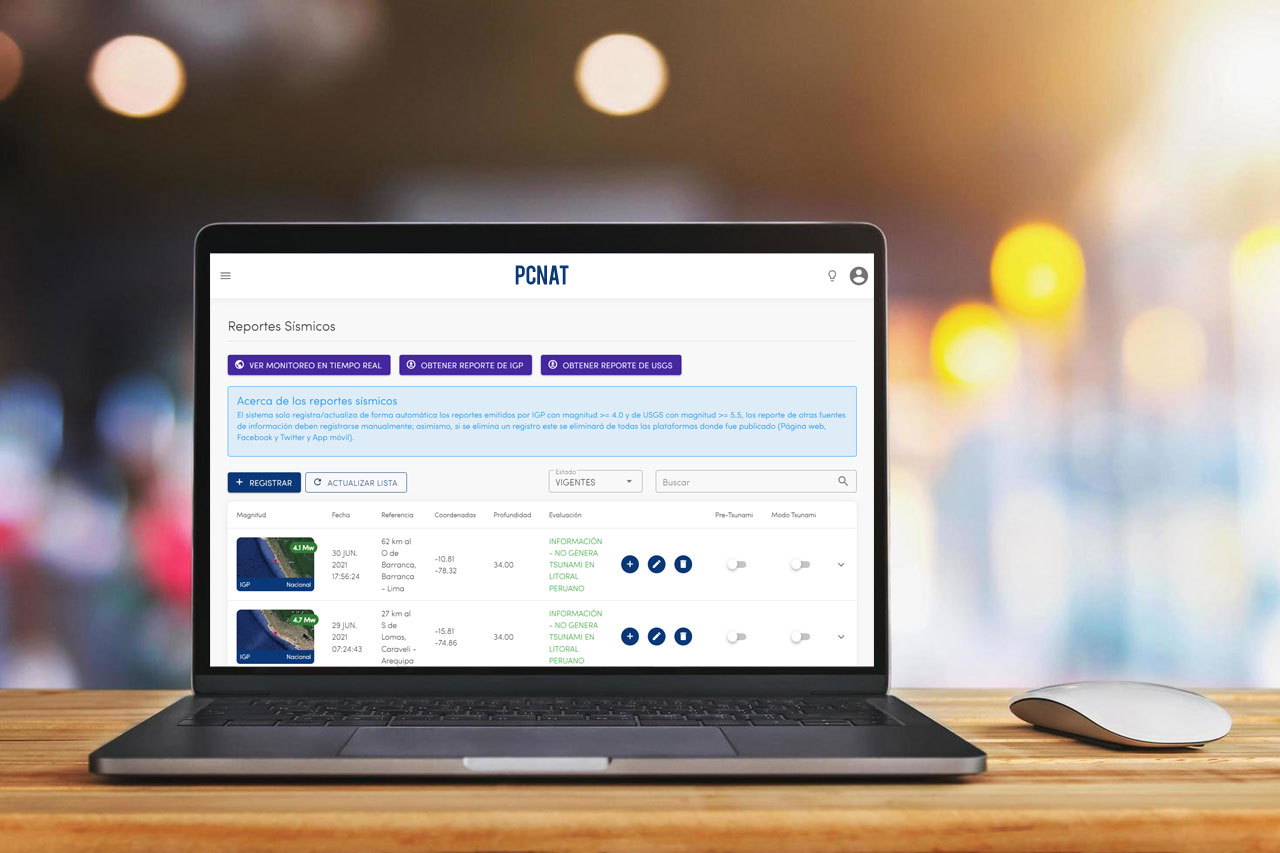 PCNAT
Reportes Sísmicos
VER MONITOREO EN TIEMPO REAL
OBTENER REPORTE DE IGP
OBTENER REPORTE DE USGS
Acerca de los reportes sísmicos
El sistema solo registra/actualiza de forma automática los reportes emitidos por IGP con magnitud >= 4.0 y de USGS con magnitud >= 5.5, los reporte de otras fuentes
de información deben registrarse manualmente; asimismo, si se elimina un registro este se eliminará de todas las plataformas donde fue publicado (Página web,
Facebook y Twitter y App móvil).
+ REGISTRAR
ACTUALIZAR LISTA
Estado
VIGENTES
Buscar
Magnitud
Fecha
Referencia
Coordenadas
Profundidad
Evaluación
Pre-Tsunami
Modo Tsunami
4.1 Mw
IGP
Nacional
30 JUN.
2021
17:56:24
62 km al
O de
Barranca,
Barranca
- Lima
-10.81
-78.32
34.00
INFORMACIÓN
- NO GENERA
TSUNAMI EN
LITORAL
PERUANO
4.7 Mw
IGP
Nacional
29 JUN.
2021
07:24:43
27 km al
S de
Lomas,
Caraveli -
Arequipa
-15.81
-74.86
34.00
INFORMACIÓN
- NO GENERA
TSUNAMI EN
LITORAL
PERUANO